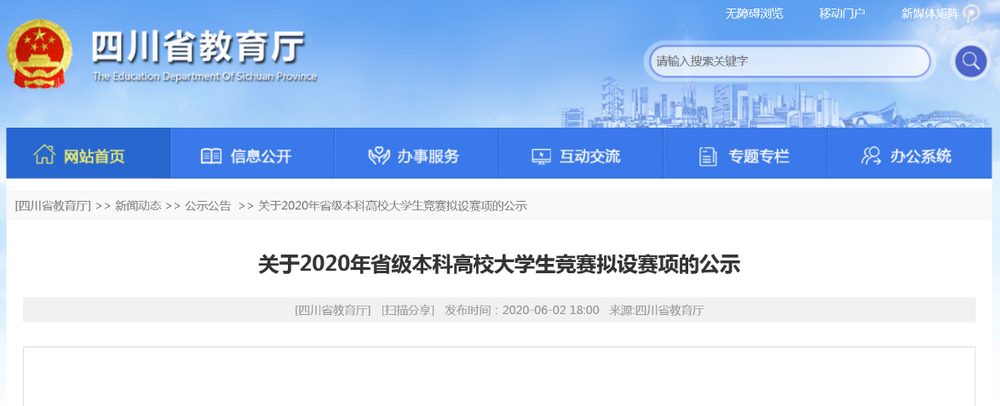 无障碍浏览 移动门户 新媒体矩阵
四川省教育厅
The Education Department Of Sichuan Province
请输入搜索关键字
网站首页 信息公开 办事服务 互动交流 专题专栏 办公系统
[四川省教育厅] >> 新闻动态 >> 公示公告 >> 关于2020年省级本科高校大学生竞赛拟设赛项的公示
关于2020年省级本科高校大学生竞赛拟设赛项的公示
[四川省教育厅] [扫描分享] 发布时间：2020-06-02 18:00 来源:四川省教育厅